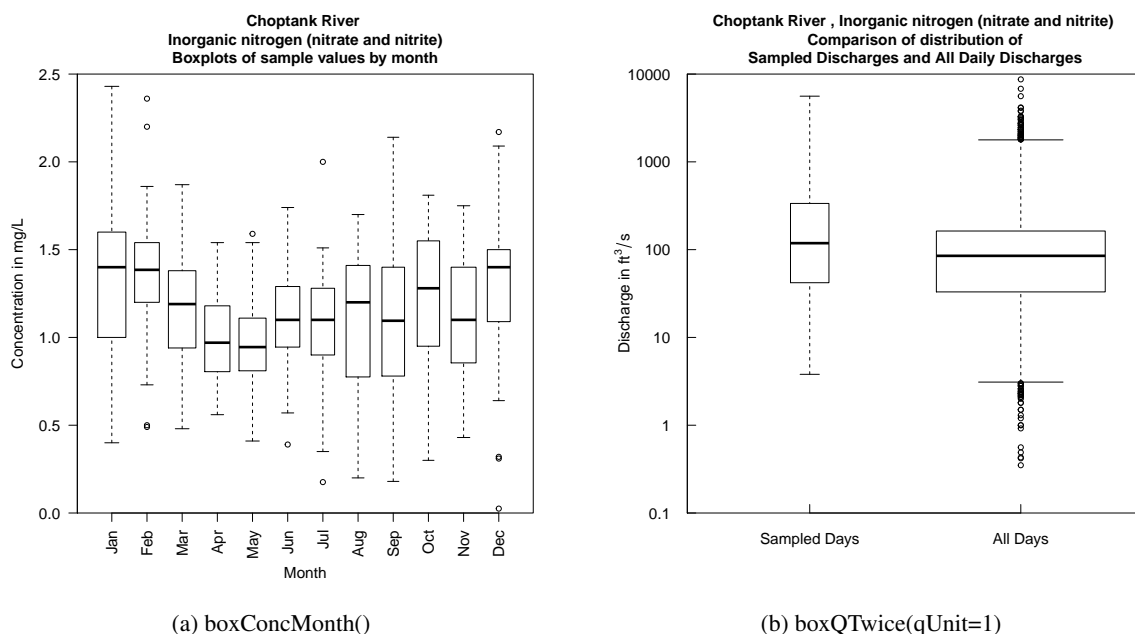 Choptank River
Inorganic nitrogen (nitrate and nitrite)
Boxplots of sample values by month
Concentration in mg/L
2.5
2.0
1.5
1.0
0.5
0.0
Jan
Feb
Mar
Apr
May
Jun
Jul
Aug
Sep
Oct
Nov
Dec
Month
(a) boxConcMonth()
Choptank River , Inorganic nitrogen (nitrate and nitrite)
Comparison of distribution of
Sampled Discharges and All Daily Discharges
Discharge in ft³/s
10000
1000
100
10
1
0.1
Sampled Days
All Days
(b) boxQTwice(qUnit=1)